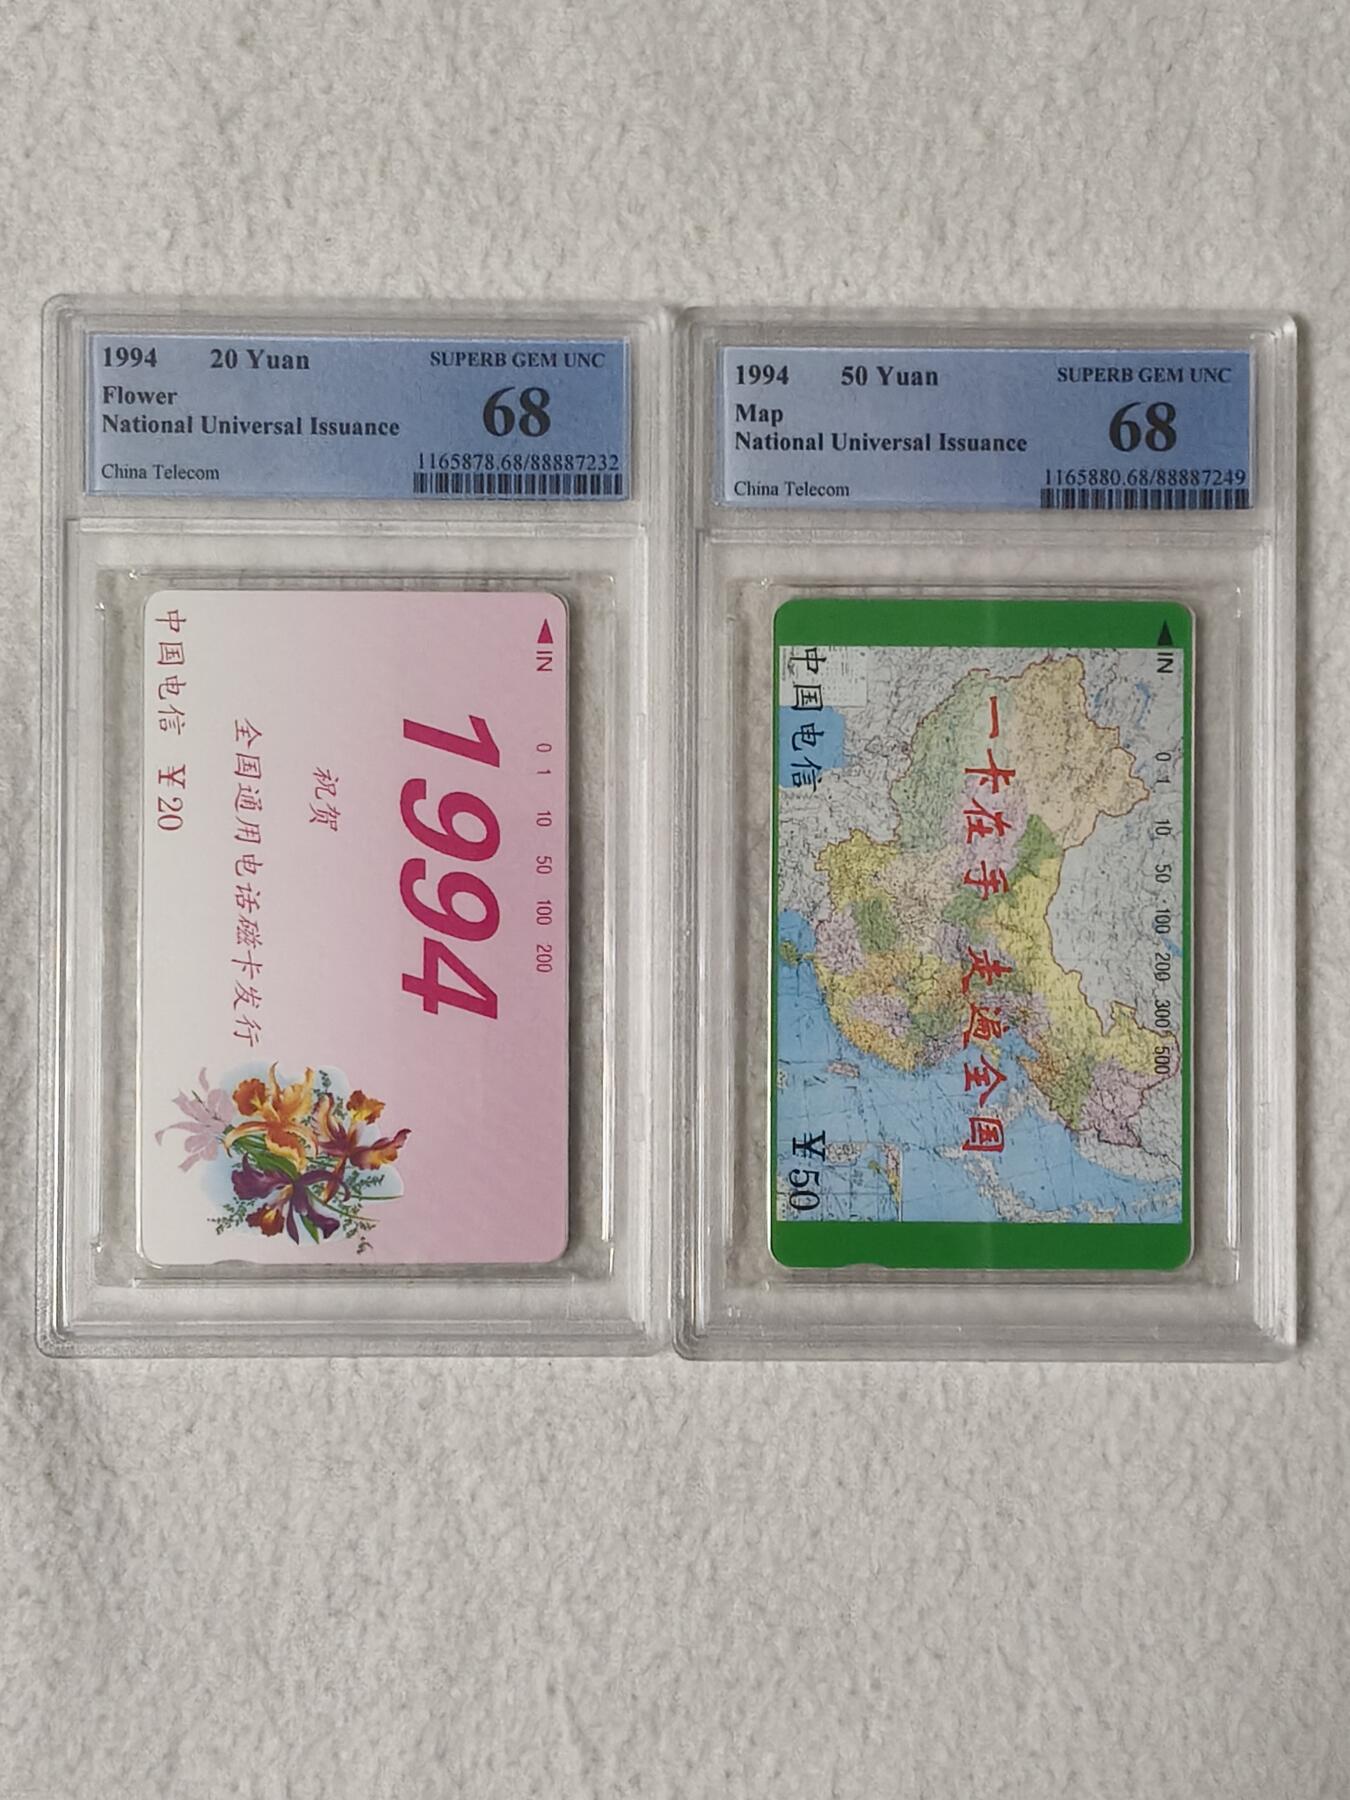 1994 20 Yuan SUPERB GEM UNC
Flower
National Universal Issuance
68
China Telecom
1165878.68/88887232
IN 0 1 10 50 100 200
1994
祝贺
全国通用电话磁卡发行
中国电信 ¥20
1994 50 Yuan SUPERB GEM UNC
Map
National Universal Issuance
68
China Telecom
1165880.68/88887249
IN 0 1 10 50 100 200 300 500
一卡在手 走遍全国
中国电信
¥50